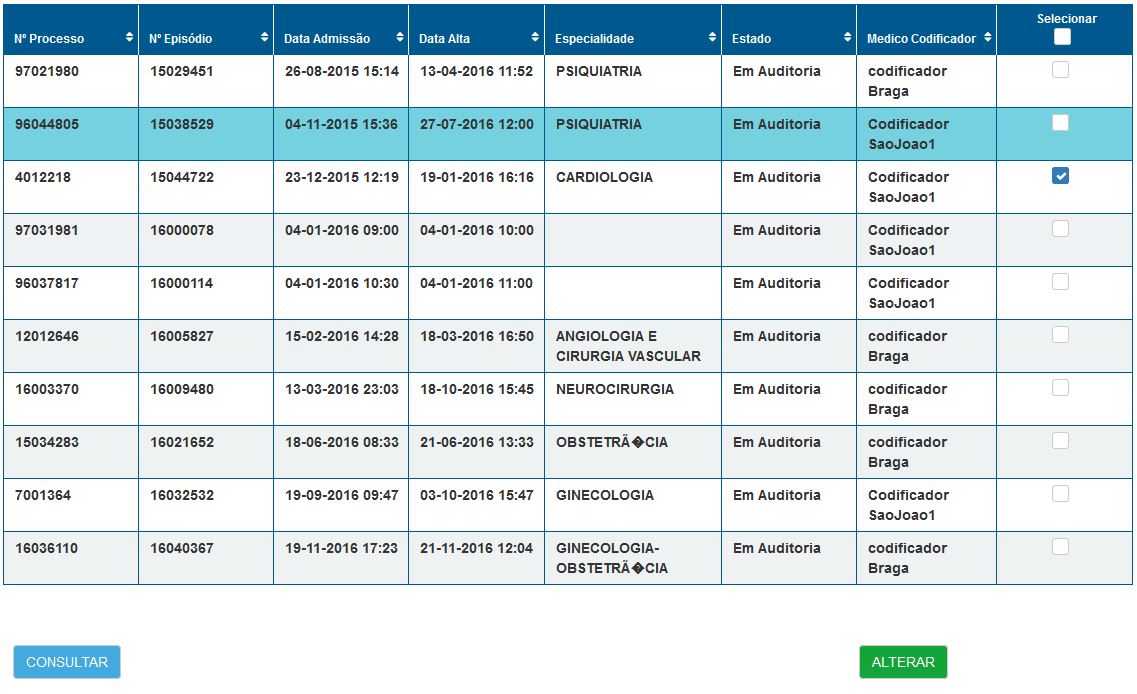 Selecionar
Nº Processo Nº Episódio Data Admissão Data Alta Especialidade Estado Medico Codificador
97021980 15029451 26-08-2015 15:14 13-04-2016 11:52 PSIQUIATRIA Em Auditoria codificador
Braga
96044805 15038529 04-11-2015 15:36 27-07-2016 12:00 PSIQUIATRIA Em Auditoria Codificador
SaoJoao1
4012218 15044722 23-12-2015 12:19 19-01-2016 16:16 CARDIOLOGIA Em Auditoria Codificador
SaoJoao1
97031981 16000078 04-01-2016 09:00 04-01-2016 10:00 Em Auditoria Codificador
SaoJoao1
96037817 16000114 04-01-2016 10:30 04-01-2016 11:00 Em Auditoria Codificador
SaoJoao1
12012646 16005827 15-02-2016 14:28 18-03-2016 16:50 ANGIOLOGIA E Em Auditoria codificador
CIRURGIA VASCULAR Braga
16003370 16009480 13-03-2016 23:03 18-10-2016 15:45 NEUROCIRURGIA Em Auditoria codificador
Braga
15034283 16021652 18-06-2016 08:33 21-06-2016 13:33 OBSTETRÃ�CIA Em Auditoria codificador
Braga
7001364 16032532 19-09-2016 09:47 03-10-2016 15:47 GINECOLOGIA Em Auditoria Codificador
SaoJoao1
16036110 16040367 19-11-2016 17:23 21-11-2016 12:04 GINECOLOGIA- Em Auditoria codificador
OBSTETRÃ�CIA Braga
CONSULTAR ALTERAR